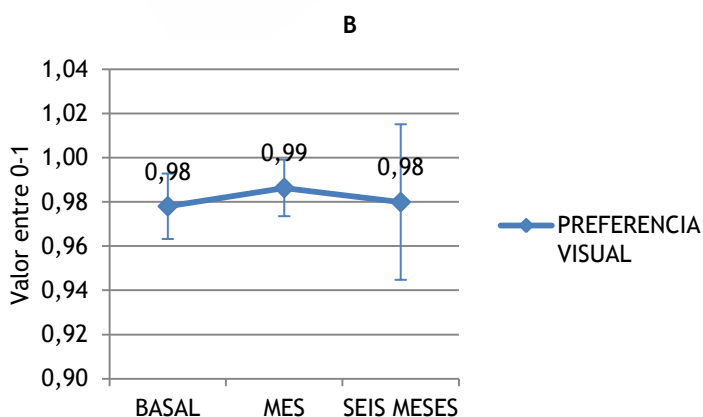 B
Valor entre 0-1
1,04
1,02
1,00
0,98
0,96
0,94
0,92
0,90
0,98
0,99
0,98
BASAL
MES
SEIS MESES
PREFERENCIA
VISUAL